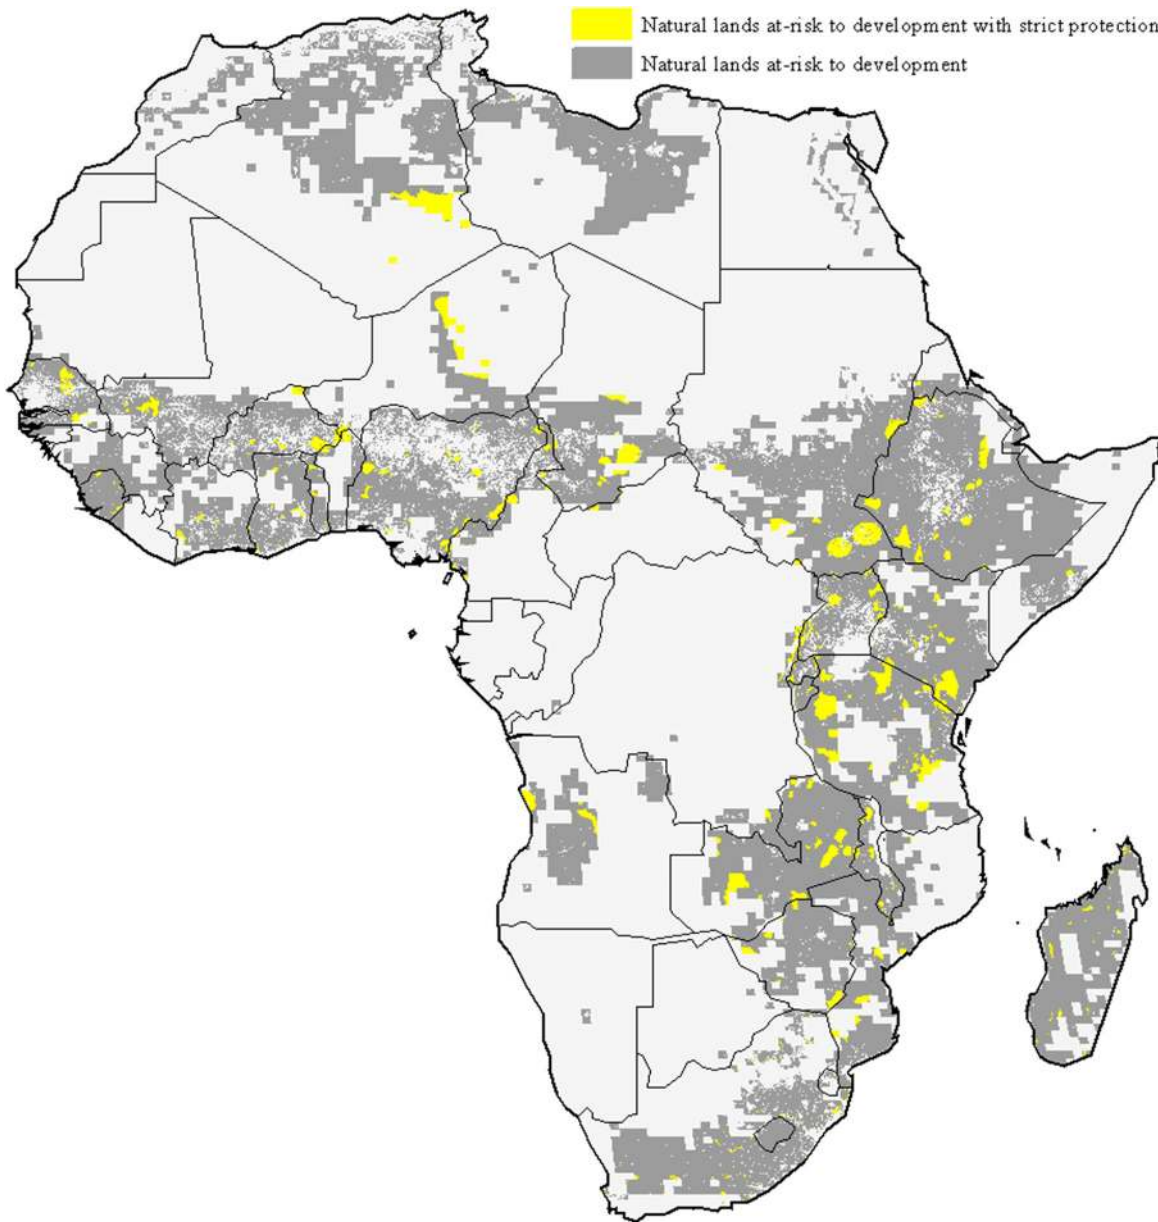 Natural lands at-risk to development with strict protection
Natural lands at-risk to development